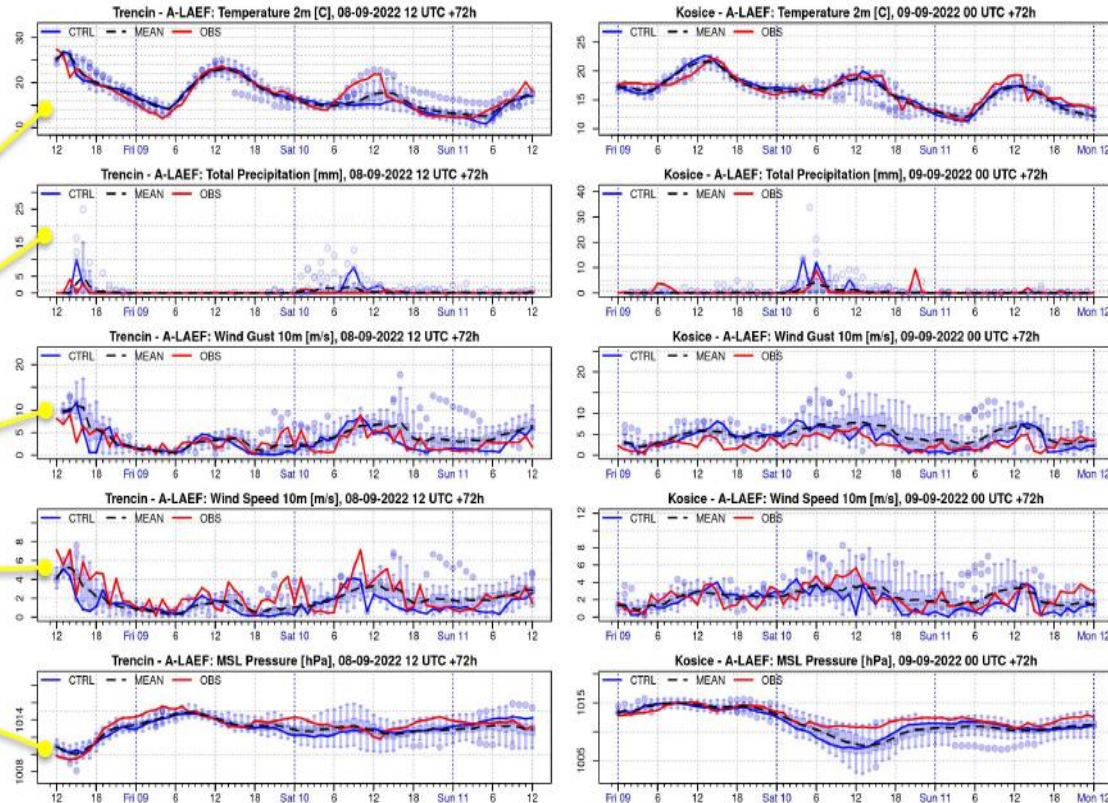 Trencin - A-LAEF: Temperature 2m [C], 08-09-2022 12 UTC +72h
CTRL MEAN OBS
30
20
10
12 18 Fri 09 6 12 18 Sat 10 6 12 18 Sun 11 6 12
Kosice - A-LAEF: Temperature 2m [C], 09-09-2022 00 UTC +72h
CTRL MEAN OBS
25
20
15
10
Fri 09 6 12 18 Sat 10 6 12 18 Sun 11 6 12 18 Mon 12
Trencin - A-LAEF: Total Precipitation [mm], 08-09-2022 12 UTC +72h
CTRL MEAN OBS
25
15
5
0
12 18 Fri 09 6 12 18 Sat 10 6 12 18 Sun 11 6 12
Kosice - A-LAEF: Total Precipitation [mm], 09-09-2022 00 UTC +72h
CTRL MEAN OBS
40
30
20
10
0
Fri 09 6 12 18 Sat 10 6 12 18 Sun 11 6 12 18 Mon 12
Trencin - A-LAEF: Wind Gust 10m [m/s], 08-09-2022 12 UTC +72h
CTRL MEAN OBS
20
10
5
0
12 18 Fri 09 6 12 18 Sat 10 6 12 18 Sun 11 6 12
Kosice - A-LAEF: Wind Gust 10m [m/s], 09-09-2022 00 UTC +72h
CTRL MEAN OBS
20
10
5
0
Fri 09 6 12 18 Sat 10 6 12 18 Sun 11 6 12 18 Mon 12
Trencin - A-LAEF: Wind Speed 10m [m/s], 08-09-2022 12 UTC +72h
CTRL MEAN OBS
8
6
4
2
0
12 18 Fri 09 6 12 18 Sat 10 6 12 18 Sun 11 6 12
Kosice - A-LAEF: Wind Speed 10m [m/s], 09-09-2022 00 UTC +72h
CTRL MEAN OBS
12
8
6
4
2
0
Fri 09 6 12 18 Sat 10 6 12 18 Sun 11 6 12 18 Mon 12
Trencin - A-LAEF: MSL Pressure [hPa], 08-09-2022 12 UTC +72h
CTRL MEAN OBS
1014
1008
12 18 Fri 09 6 12 18 Sat 10 6 12 18 Sun 11 6 12
Kosice - A-LAEF: MSL Pressure [hPa], 09-09-2022 00 UTC +72h
CTRL MEAN OBS
1015
1005
Fri 09 6 12 18 Sat 10 6 12 18 Sun 11 6 12 18 Mon 12